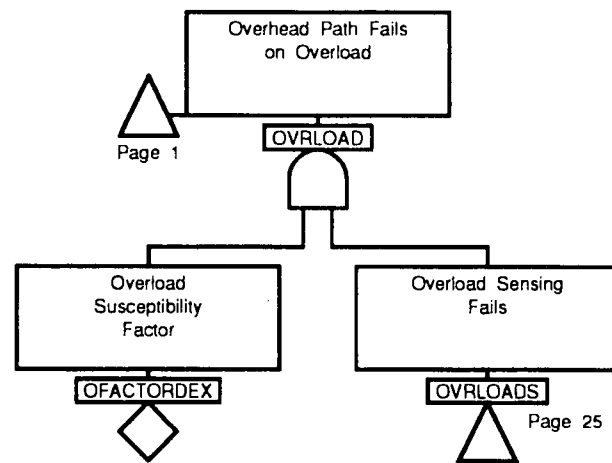 Overhead Path Fails
on Overload
Page 1
OVRLOAD
Overload
Susceptibility
Factor
Overload Sensing
Fails
OFACTORDEX
OVRLOADS
Page 25